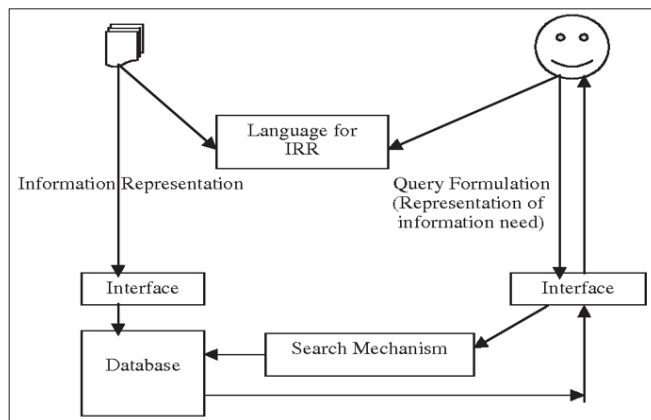 Language for
IRR
Information Representation
Query Formulation
(Representation of
information need)
Interface
Interface
Search Mechanism
Database